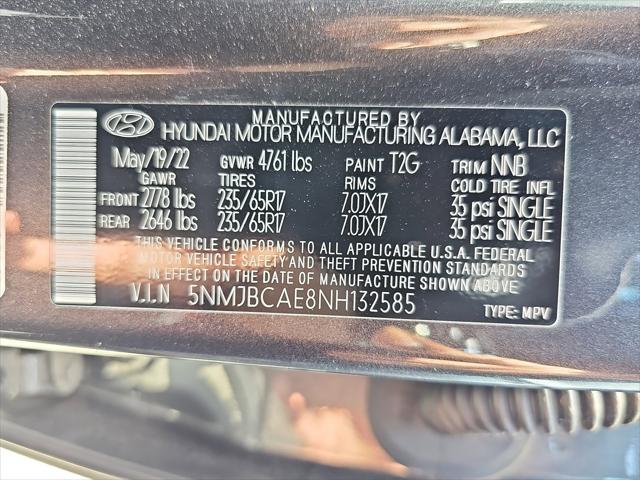 MANUFACTURED BY
HYUNDAI MOTOR MANUFACTURING ALABAMA, LLC
May/19/22 GVWR 4761 lbs PAINT T2G TRIM NNB
GAWR TIRES RIMS COLD TIRE INFL
FRONT 2778 lbs 235/65R17 7.0JX17 35 psi SINGLE
REAR 2646 lbs 235/65R17 7.0JX17 35 psi SINGLE
THIS VEHICLE CONFORMS TO ALL APPLICABLE U.S.A. FEDERAL
MOTOR VEHICLE SAFETY AND THEFT PREVENTION STANDARDS
IN EFFECT ON THE DATE OF MANUFACTURE SHOWN ABOVE
V.I.N 5NMJBCAE8NH132585
TYPE: MPV